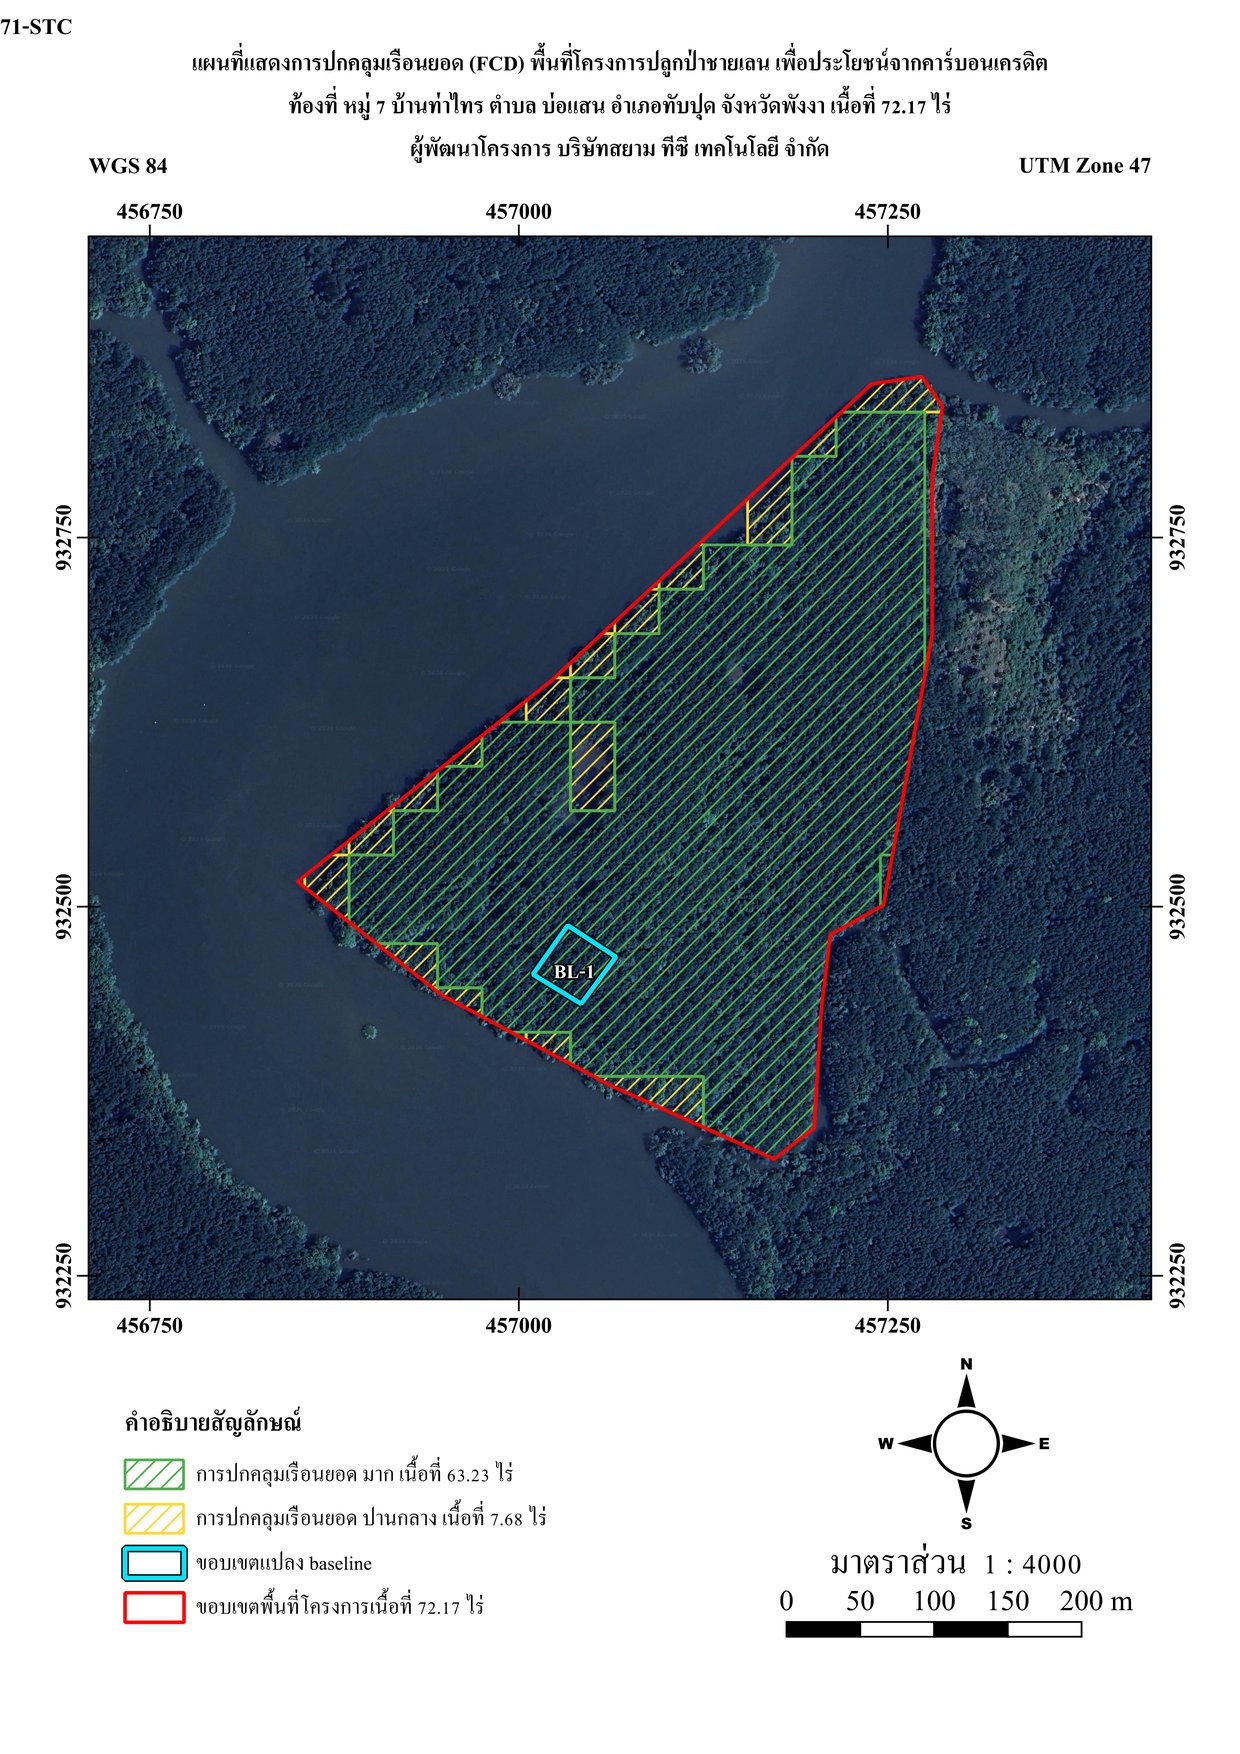 71-STC
แผนที่แสดงการปกคลุมเรือนยอด (FCD) พื้นที่โครงการปลูกป่าชายเลน เพื่อประโยชน์จากคาร์บอนเครดิต
ท้องที่ หมู่ 7 บ้านท่าไทร ตำบล บ่อแสน อำเภอทับปุด จังหวัดพังงา เนื้อที่ 72.17 ไร่
ผู้พัฒนาโครงการ บริษัทสยาม ทีซี เทคโนโลยี จำกัด
WGS 84
UTM Zone 47
456750
457000
457250
932750
932750
932500
932500
BL-1
932250
932250
456750
457000
457250
คำอธิบายสัญลักษณ์
การปกคลุมเรือนยอด มาก เนื้อที่ 63.23 ไร่
การปกคลุมเรือนยอด ปานกลาง เนื้อที่ 7.68 ไร่
ขอบเขตแปลง baseline
ขอบเขตพื้นที่โครงการเนื้อที่ 72.17 ไร่
N
W
E
S
มาตราส่วน 1 : 4000
0 50 100 150 200 m